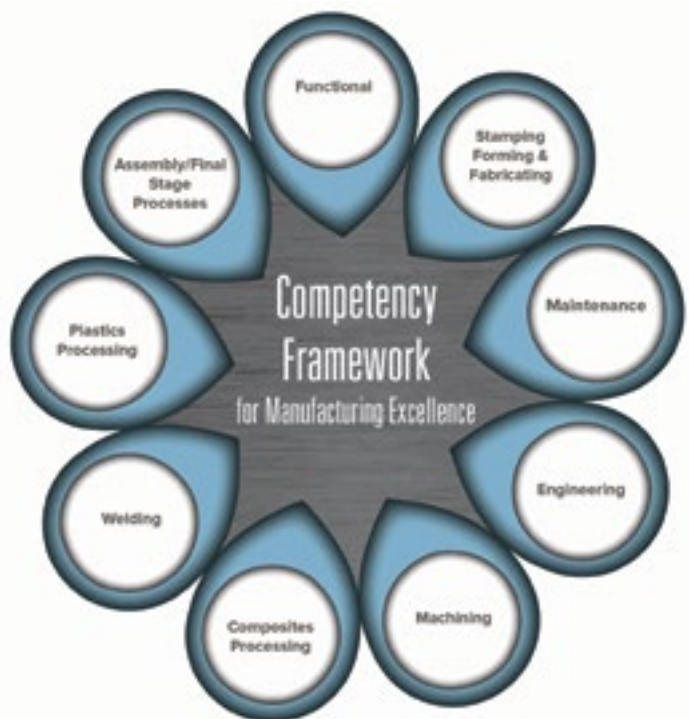 Functional
Stamping
Forming &
Fabricating
Maintenance
Engineering
Machining
Composites
Processing
Welding
Plastics
Processing
Assembly/Final
Stage
Processes
Competency
Framework
for Manufacturing Excellence